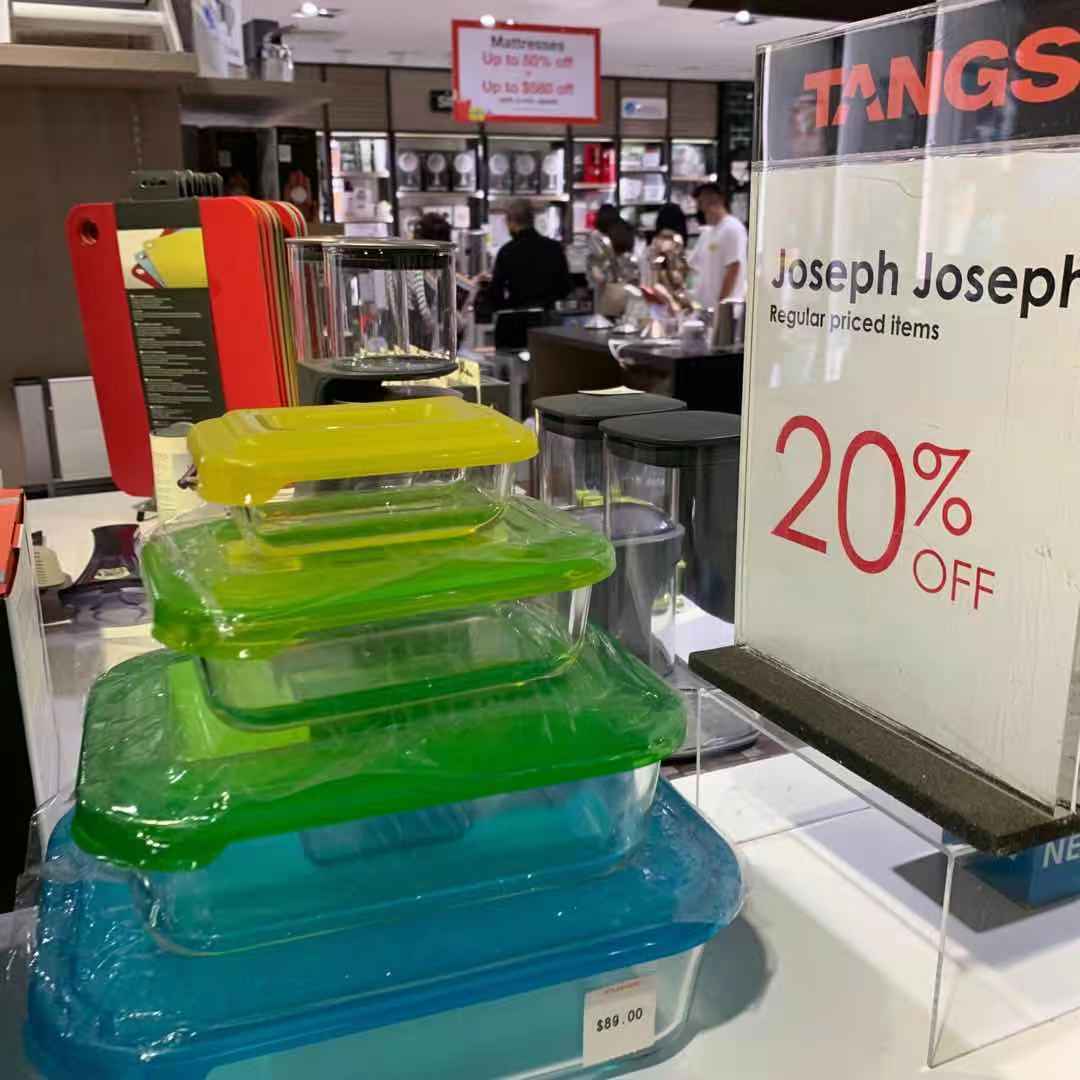 Mattresses
Up to 50% off
+
Up to $580 off
TANGS
Joseph Joseph
Regular priced items
20%
OFF
$89.00
NE